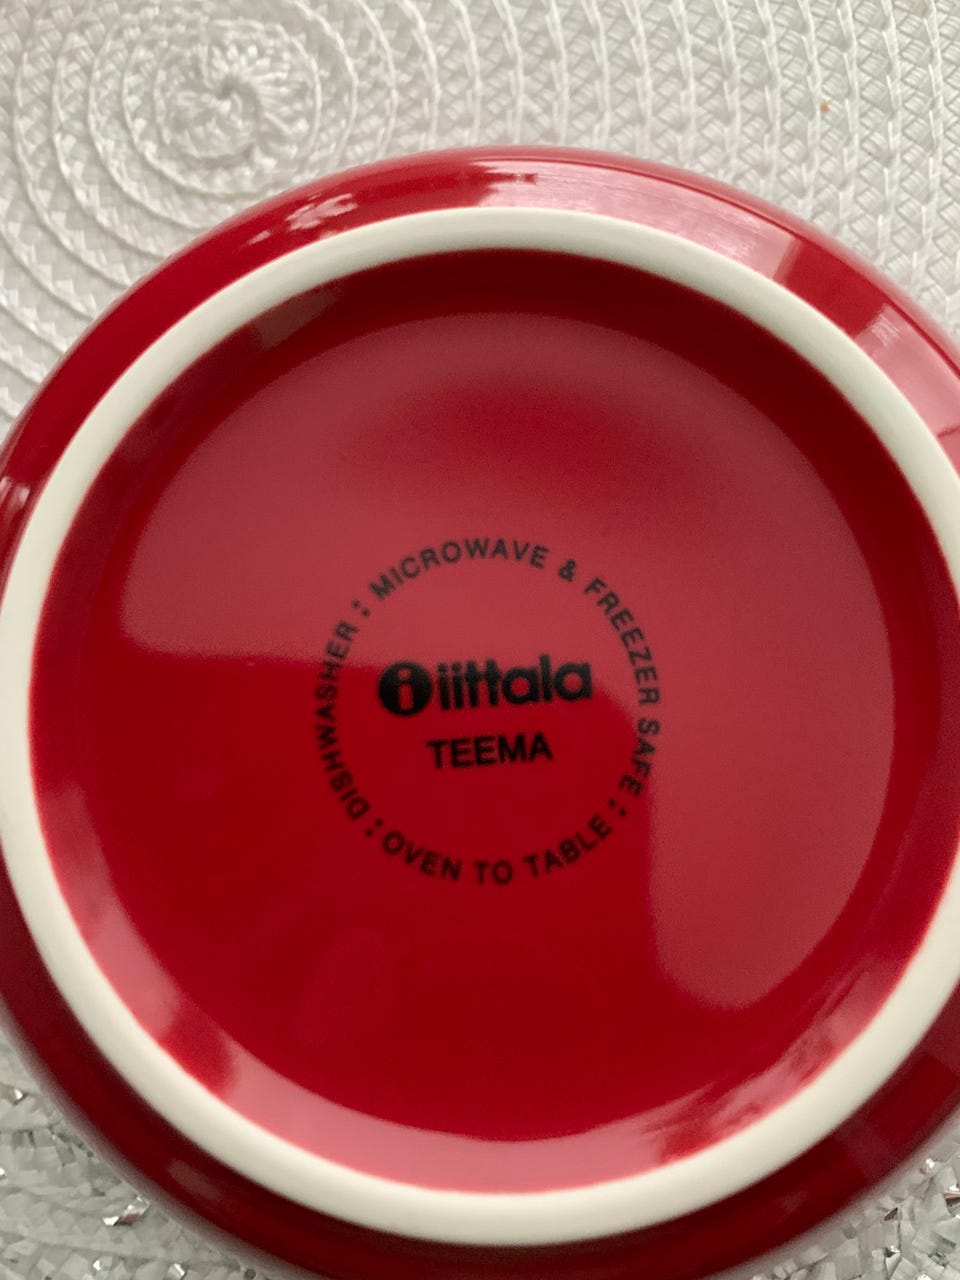 iittala
TEEMA
MICROWAVE & FREEZER SAFE : OVEN TO TABLE : DISHWASHER :